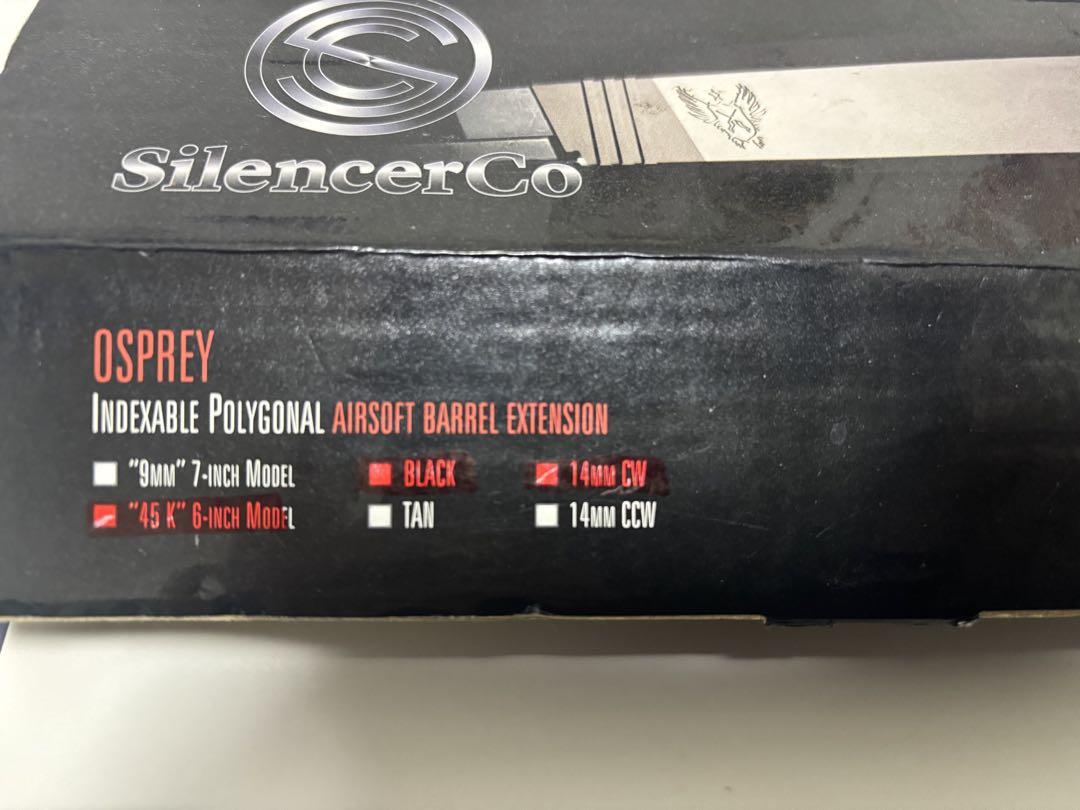 SilencerCo
OSPREY
INDEXABLE POLYGONAL AIRSOFT BARREL EXTENSION
"9MM" 7-INCH MODEL BLACK 14MM CW
"45 K" 6-INCH MODEL TAN 14MM CCW